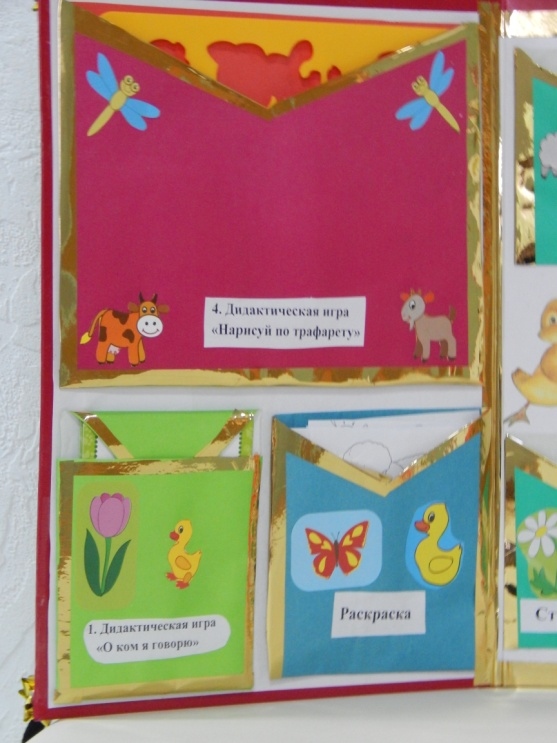 4. Дидактическая игра
«Нарисуй по трафарету»
1. Дидактическая игра
«О ком я говорю»
Раскраска